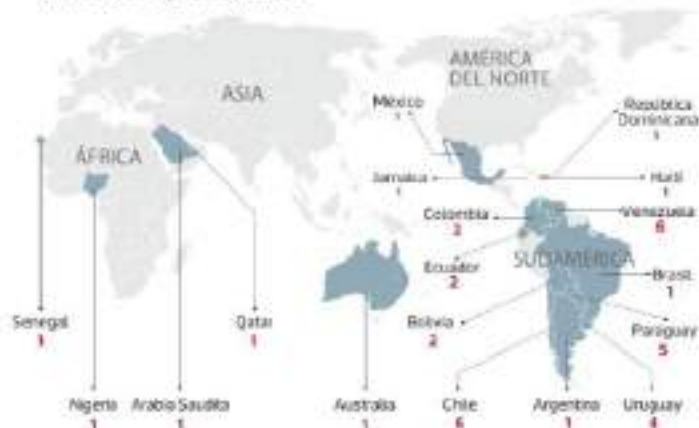 ASIA
ÁFRICA
AMÉRICA
DEL NORTE
México
1
República
Dominicana
1
Jamaica
1
Haití
1
Colombia
Venezuela
6
Ecuador
2
SUDAMÉRICA
Brasil
1
Bolivia
2
Paraguay
5
Senegal
1
Qatar
1
Nigeria
1
Arabia Saudita
1
Australia
1
Chile
6
Argentina
1
Uruguay
4